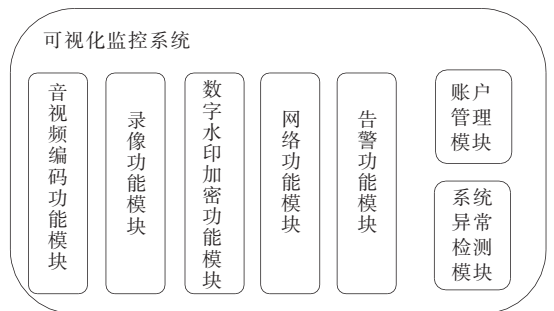 可视化监控系统
音视频编码功能模块
录像功能模块
数字水印加密功能模块
网络功能模块
告警功能模块
账户
管理
模块
系统
异常
检测
模块